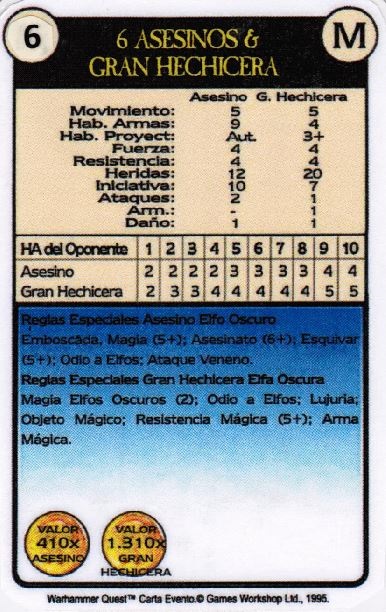 6
6 ASESINOS &
GRAN HECHICERA
M
Asesino G. Hechicera
Movimiento: 5 5
Hab. Armas: 9 4
Hab. Proyect: Aut. 3+
Fuerza: 4 4
Resistencia: 4 4
Heridas: 12 20
Iniciativa: 10 7
Ataques: 2 1
Arm.: - 1
Daño: 1 1
HA del Oponente 1 2 3 4 5 6 7 8 9 10
Asesino 2 2 2 2 3 3 3 3 4 4
Gran Hechicera 2 3 3 4 4 4 4 4 5 5
Reglas Especiales Asesino Elfo Oscuro
Emboscada, Magia (5+); Asesinato (6+); Esquivar
(5+); Odio a Elfos; Ataque Veneno.
Reglas Especiales Gran Hechicera Elfa Oscura
Magia Elfos Oscuros (2); Odio a Elfos; Lujuria;
Objeto Mágico; Resistencia Mágica (5+); Arma
Mágica.
VALOR
410x
ASESINO
VALOR
1.310x
GRAN
HECHICERA
Warhammer Quest™ Carta Evento.© Games Workshop Ltd., 1995.